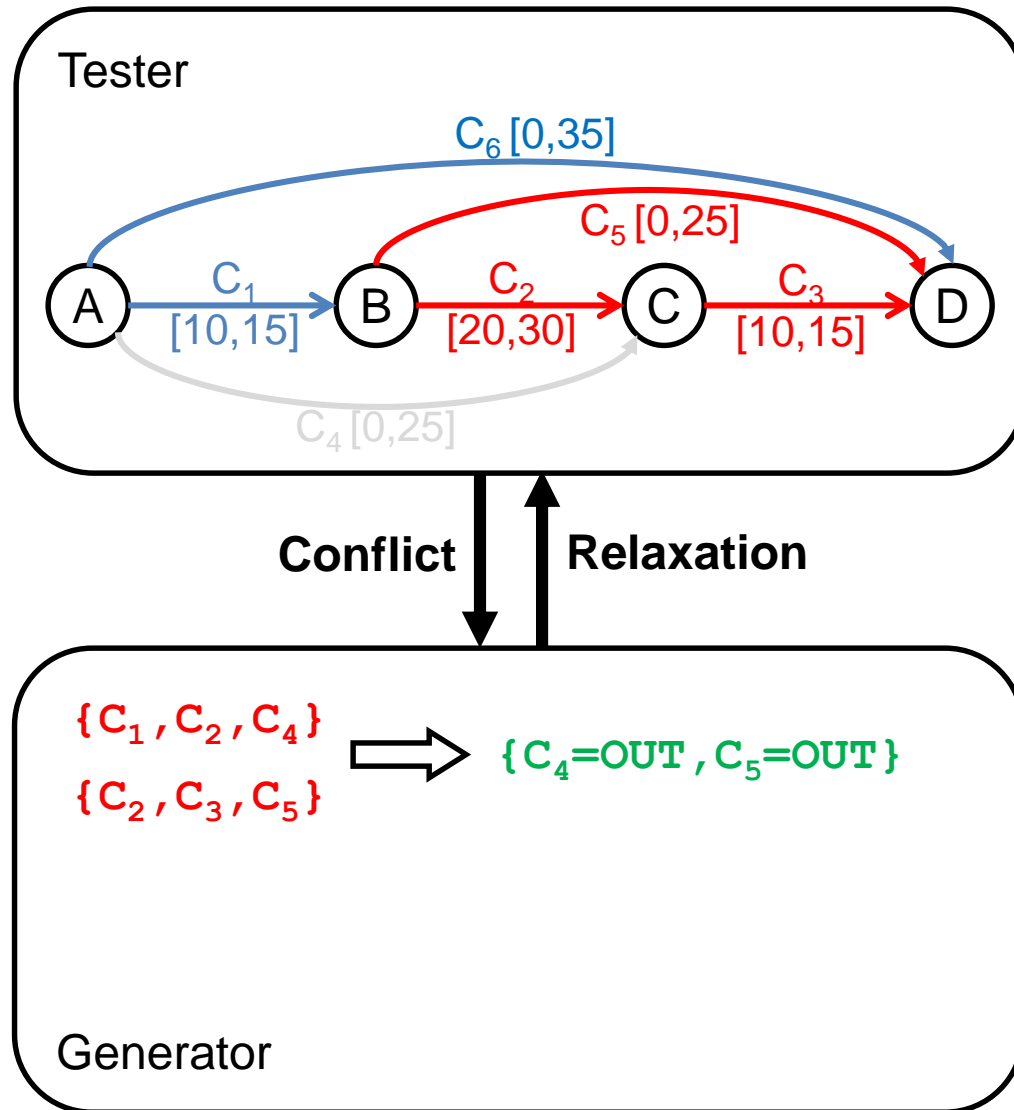 Tester
C₆ [0,35]
C₅ [0,25]
A C₁ B C₂ C C₃ D
[10,15] [20,30] [10,15]
C₄ [0,25]
Conflict Relaxation
{C₁,C₂,C₄}
{C₄=OUT,C₅=OUT}
{C₂,C₃,C₅}
Generator